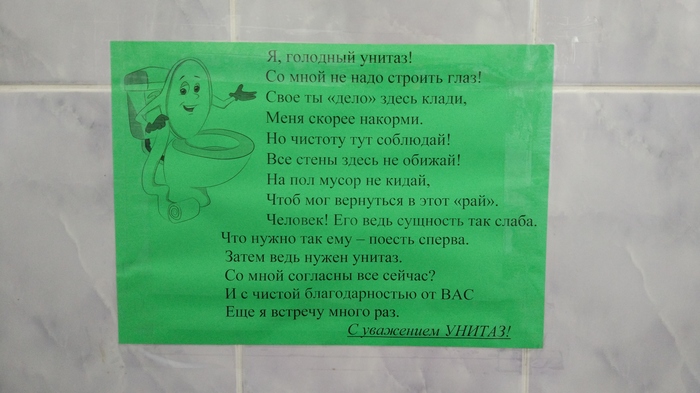 Я, голодный унитаз!
Со мной не надо строить глаз!
Свое ты «дело» здесь клади,
Меня скорее накорми.
Но чистоту тут соблюдай!
Все стены здесь не обижай!
На пол мусор не кидай,
Чтоб мог вернуться в этот «рай».
Человек! Его ведь сущность так слаба.
Что нужно так ему – поесть сперва.
Затем ведь нужен унитаз.
Со мной согласны все сейчас?
И с чистой благодарностью от ВАС
Еще я встречу много раз.
С уважением УНИТАЗ!